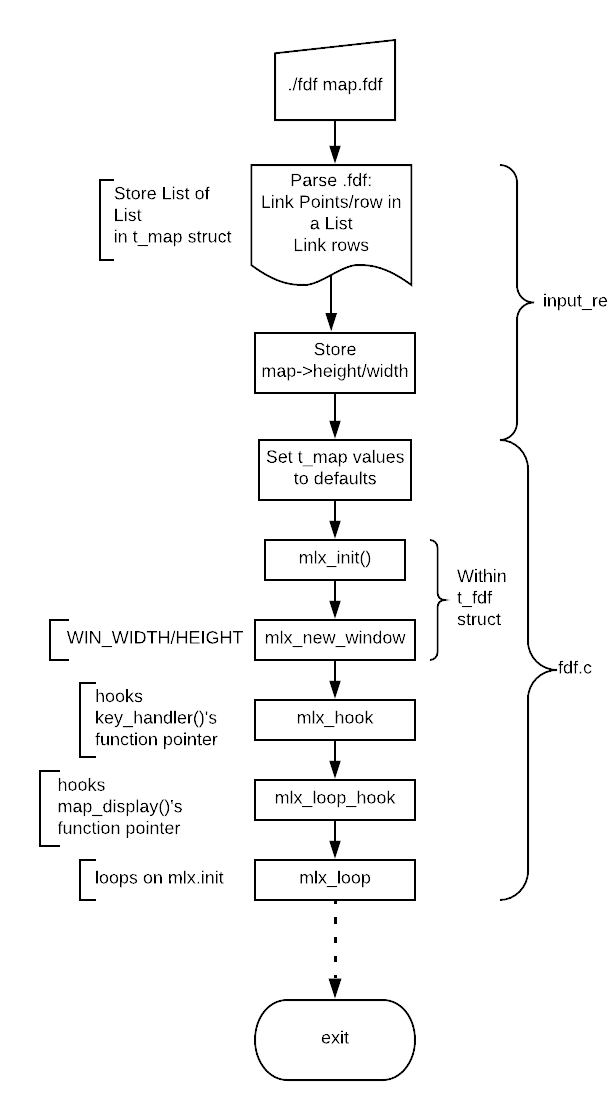 ./fdf map.fdf
Store List of
List
in t_map struct
Parse .fdf:
Link Points/row in
a List
Link rows
input_re
Store
map->height/width
Set t_map values
to defaults
mlx_init()
Within
t_fdf
struct
WIN_WIDTH/HEIGHT
mlx_new_window
fdf.c
hooks
key_handler()'s
function pointer
mlx_hook
hooks
map_display()'s
function pointer
mlx_loop_hook
loops on mlx.init
mlx_loop
exit